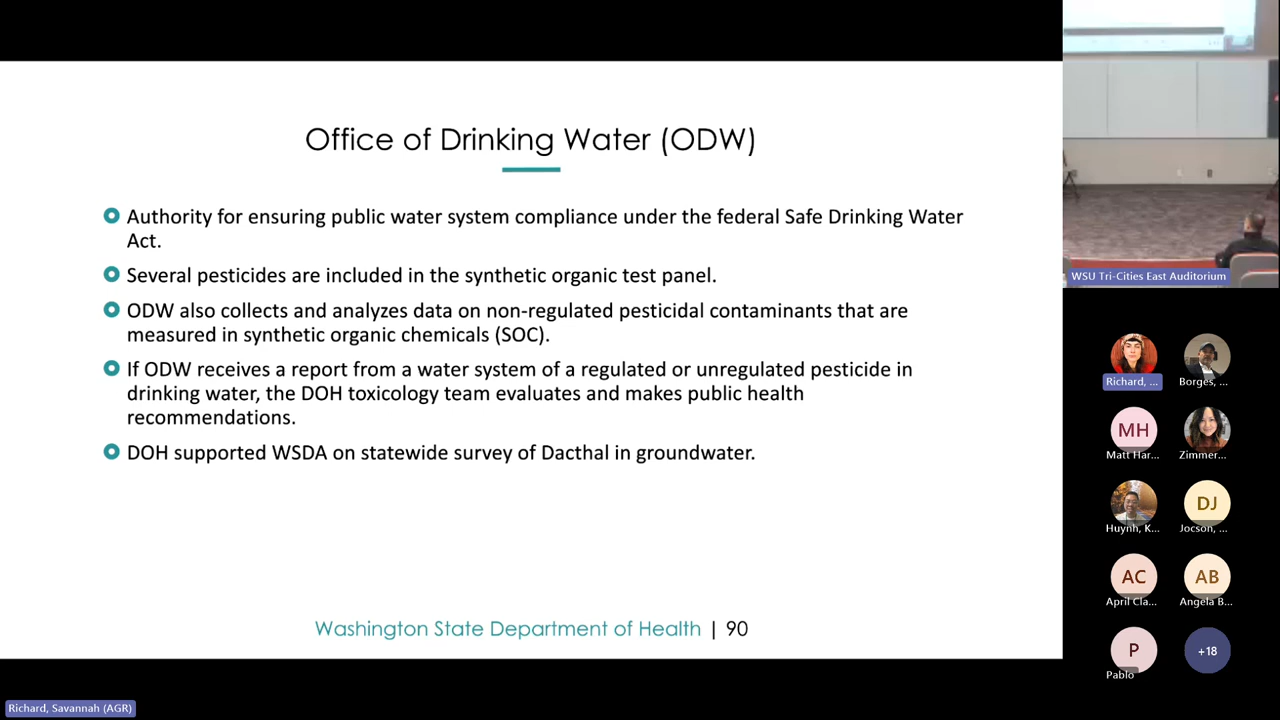 Office of Drinking Water (ODW)
Authority for ensuring public water system compliance under the federal Safe Drinking Water
Act.
Several pesticides are included in the synthetic organic test panel.
ODW also collects and analyzes data on non-regulated pesticidal contaminants that are
measured in synthetic organic chemicals (SOC).
If ODW receives a report from a water system of a regulated or unregulated pesticide in
drinking water, the DOH toxicology team evaluates and makes public health
recommendations.
DOH supported WSDA on statewide survey of Dacthal in groundwater.
Washington State Department of Health | 90
WSU Tri-Cities East Auditorium
Richard, ...
Borges, ...
MH
Matt Har...
Zimmer...
Huynh, K...
DJ
Jocson, ...
AC
April Cla...
AB
Angela B...
P
Pablo
+18
Richard, Savannah (AGR)